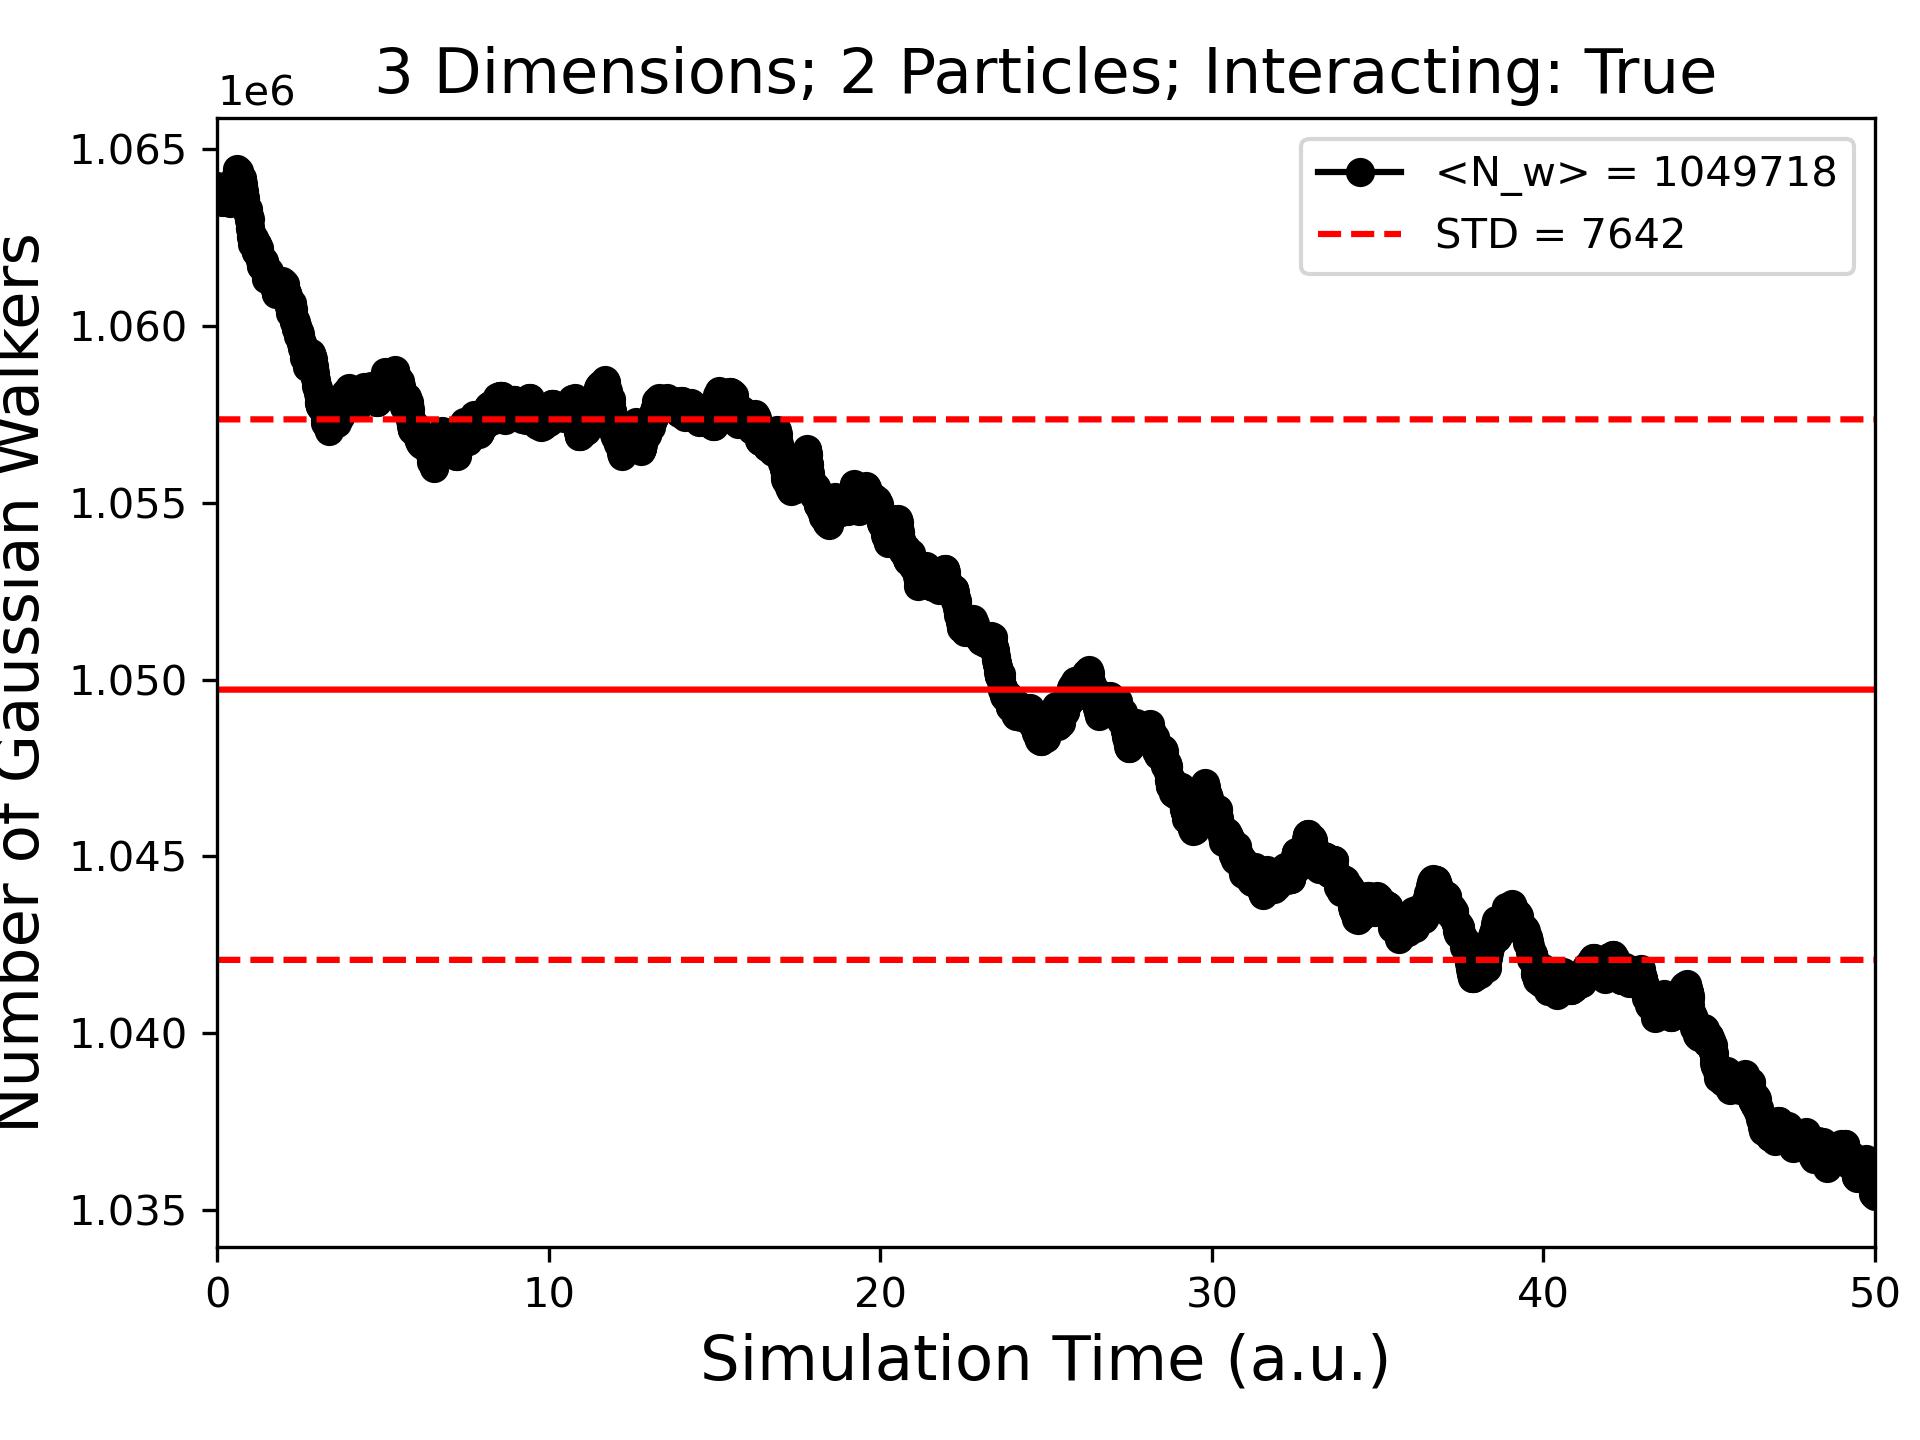 3 Dimensions; 2 Particles; Interacting: True
1e6
<N_w> = 1049718
STD = 7642
Number of Gaussian Walkers
1.065
1.060
1.055
1.050
1.045
1.040
1.035
0 10 20 30 40 50
Simulation Time (a.u.)